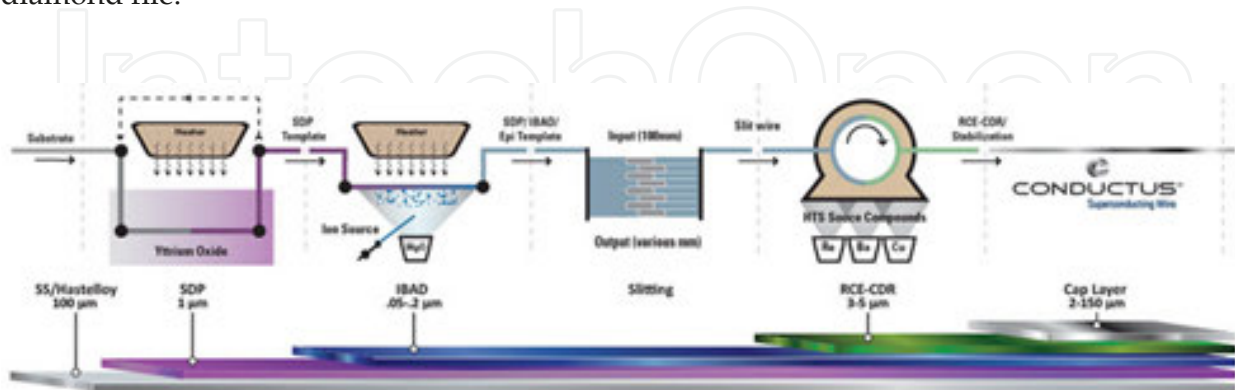 diamond file.
IntechOpen
Substrate
Heater
SDP
Template
Heater
SDP/IBAD/
Epi Template
Input (100mm)
Slit wire
RCE-CDR/
Stabilization
CONDUCTUS
Superconducting Wire
Ion Source
MgO
Yttrium Oxide
Output (various mm)
HTS Source Compounds
Re
Ba
Cu
SS/Hastelloy
100 µm
SDP
1 µm
IBAD
.05-.2 µm
Slitting
RCE-CDR
3-5 µm
Cap Layer
2-150 µm